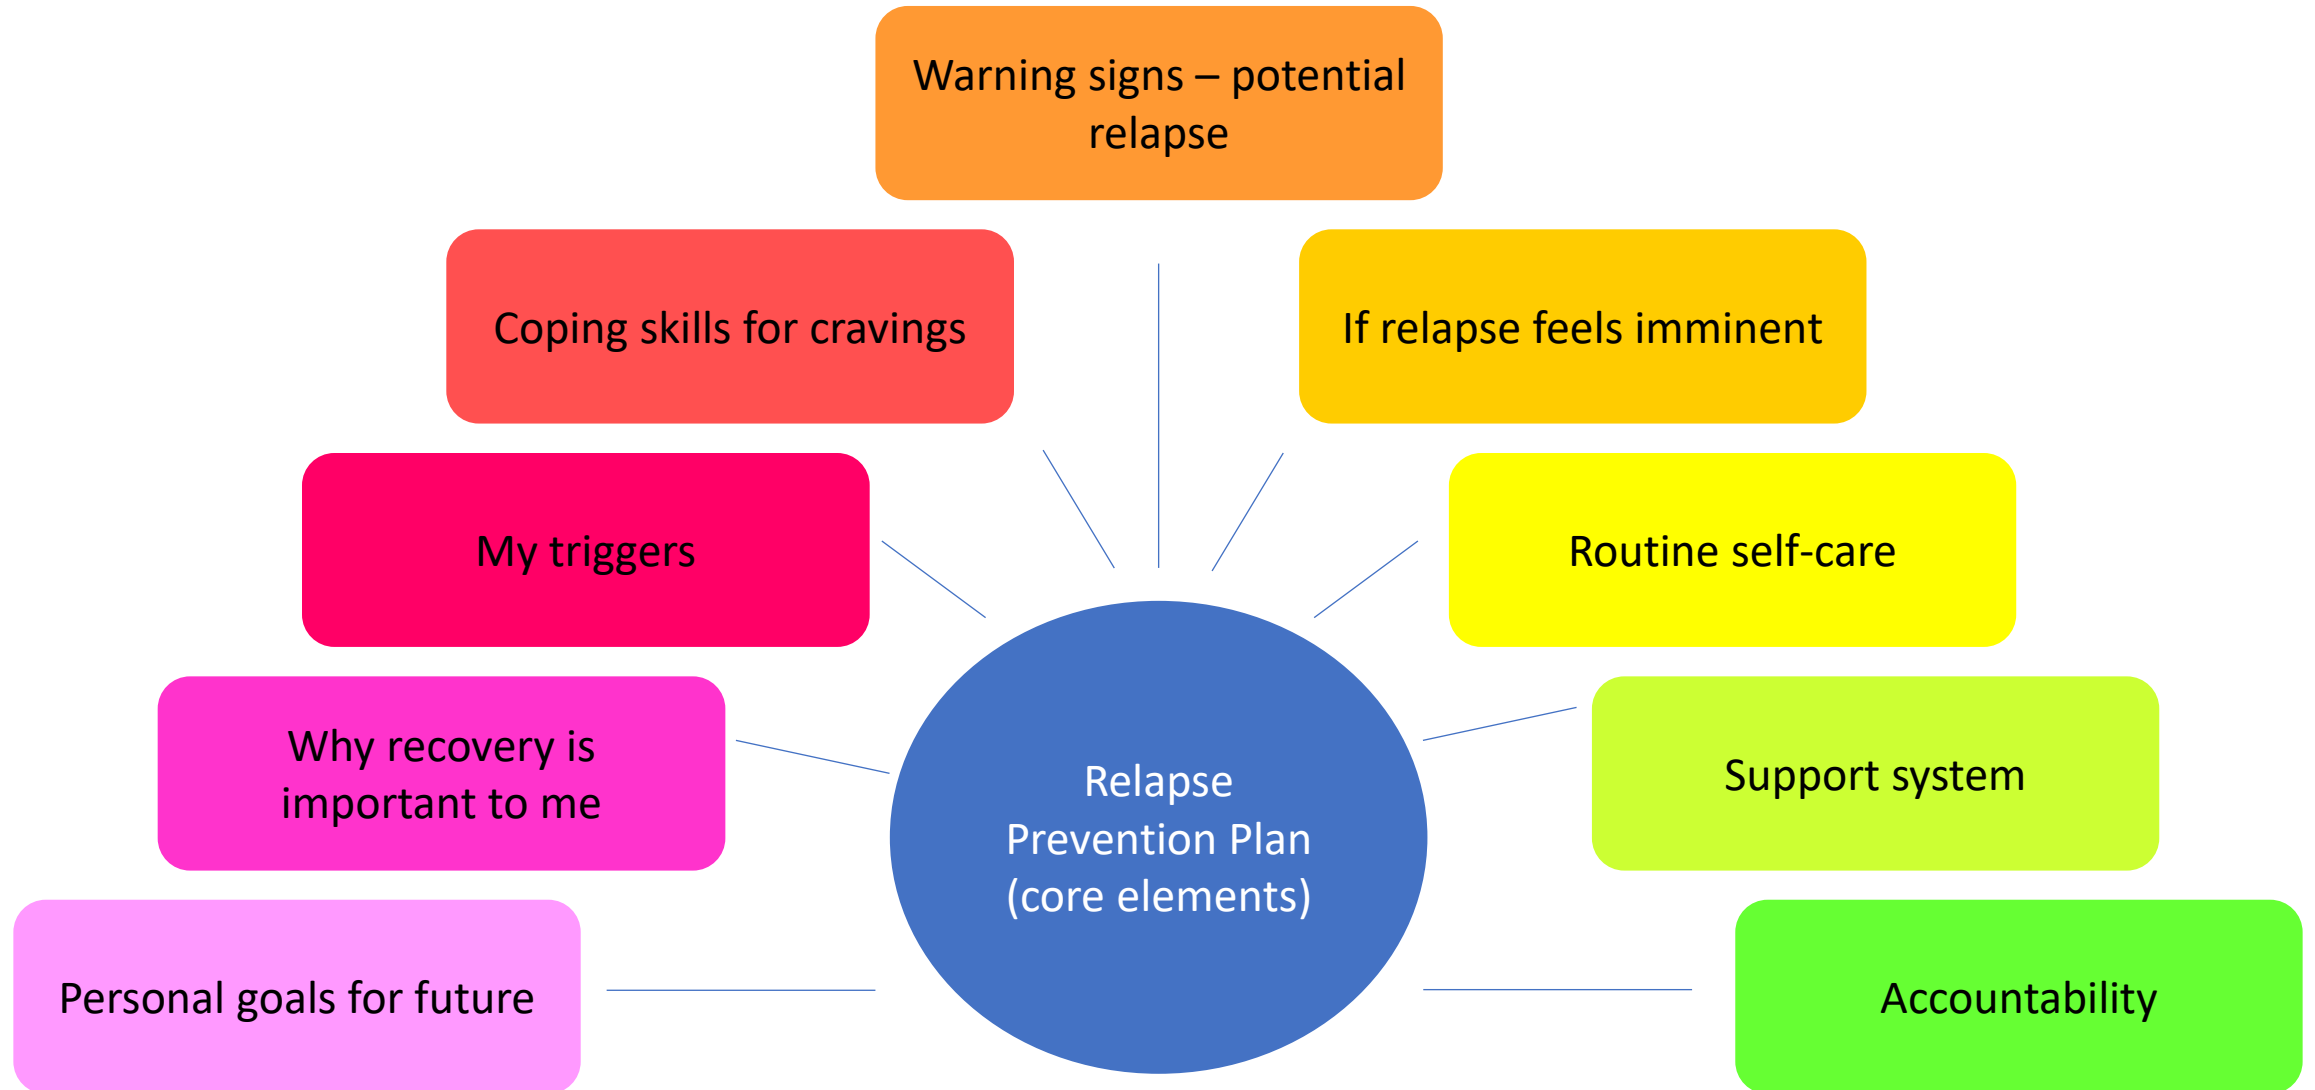 Warning signs – potential
relapse
Coping skills for cravings
If relapse feels imminent
My triggers
Routine self-care
Why recovery is
important to me
Support system
Relapse
Prevention Plan
(core elements)
Personal goals for future
Accountability